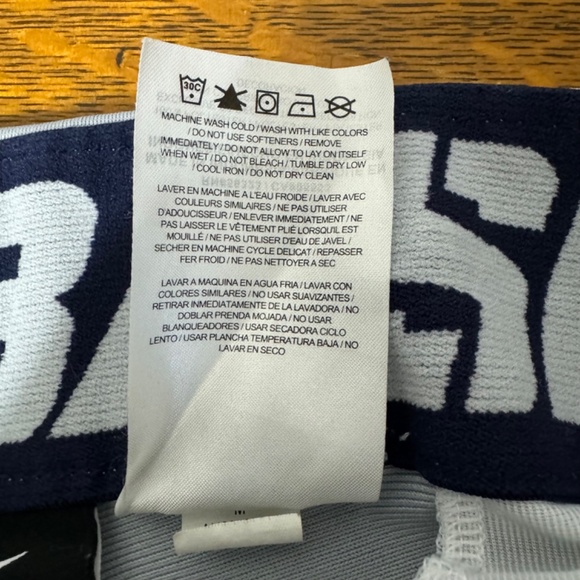 30C
MACHINE WASH COLD / WASH WITH LIKE COLORS
/ DO NOT USE SOFTENERS / REMOVE
IMMEDIATELY / DO NOT ALLOW TO LAY ON ITSELF
WHEN WET / DO NOT BLEACH / TUMBLE DRY LOW
/ COOL IRON / DO NOT DRY CLEAN
LAVER EN MACHINE A L'EAU FROIDE / LAVER AVEC
COULEURS SIMILAIRES / NE PAS UTILISER
D'ADOUCISSEUR / ENLEVER IMMEDIATEMENT / NE
PAS LAISSER LE VÊTEMENT PLIÉ LORSQU'IL EST
MOUILLÉ / NE PAS UTILISER D'EAU DE JAVEL /
SECHER EN MACHINE CYCLE DELICAT / REPASSER
FER FROID / NE PAS NETTOYER A SEC
LAVAR A MAQUINA EN AGUA FRIA / LAVAR CON
COLORES SIMILARES / NO USAR SUAVIZANTES /
RETIRAR INMEDIATAMENTE DE LA LAVADORA / NO
DOBLAR PRENDA MOJADA / NO USAR
BLANQUEADORES / USAR SECADORA CICLO
LENTO / USAR PLANCHA TEMPERATURA BAJA / NO
LAVAR EN SECO